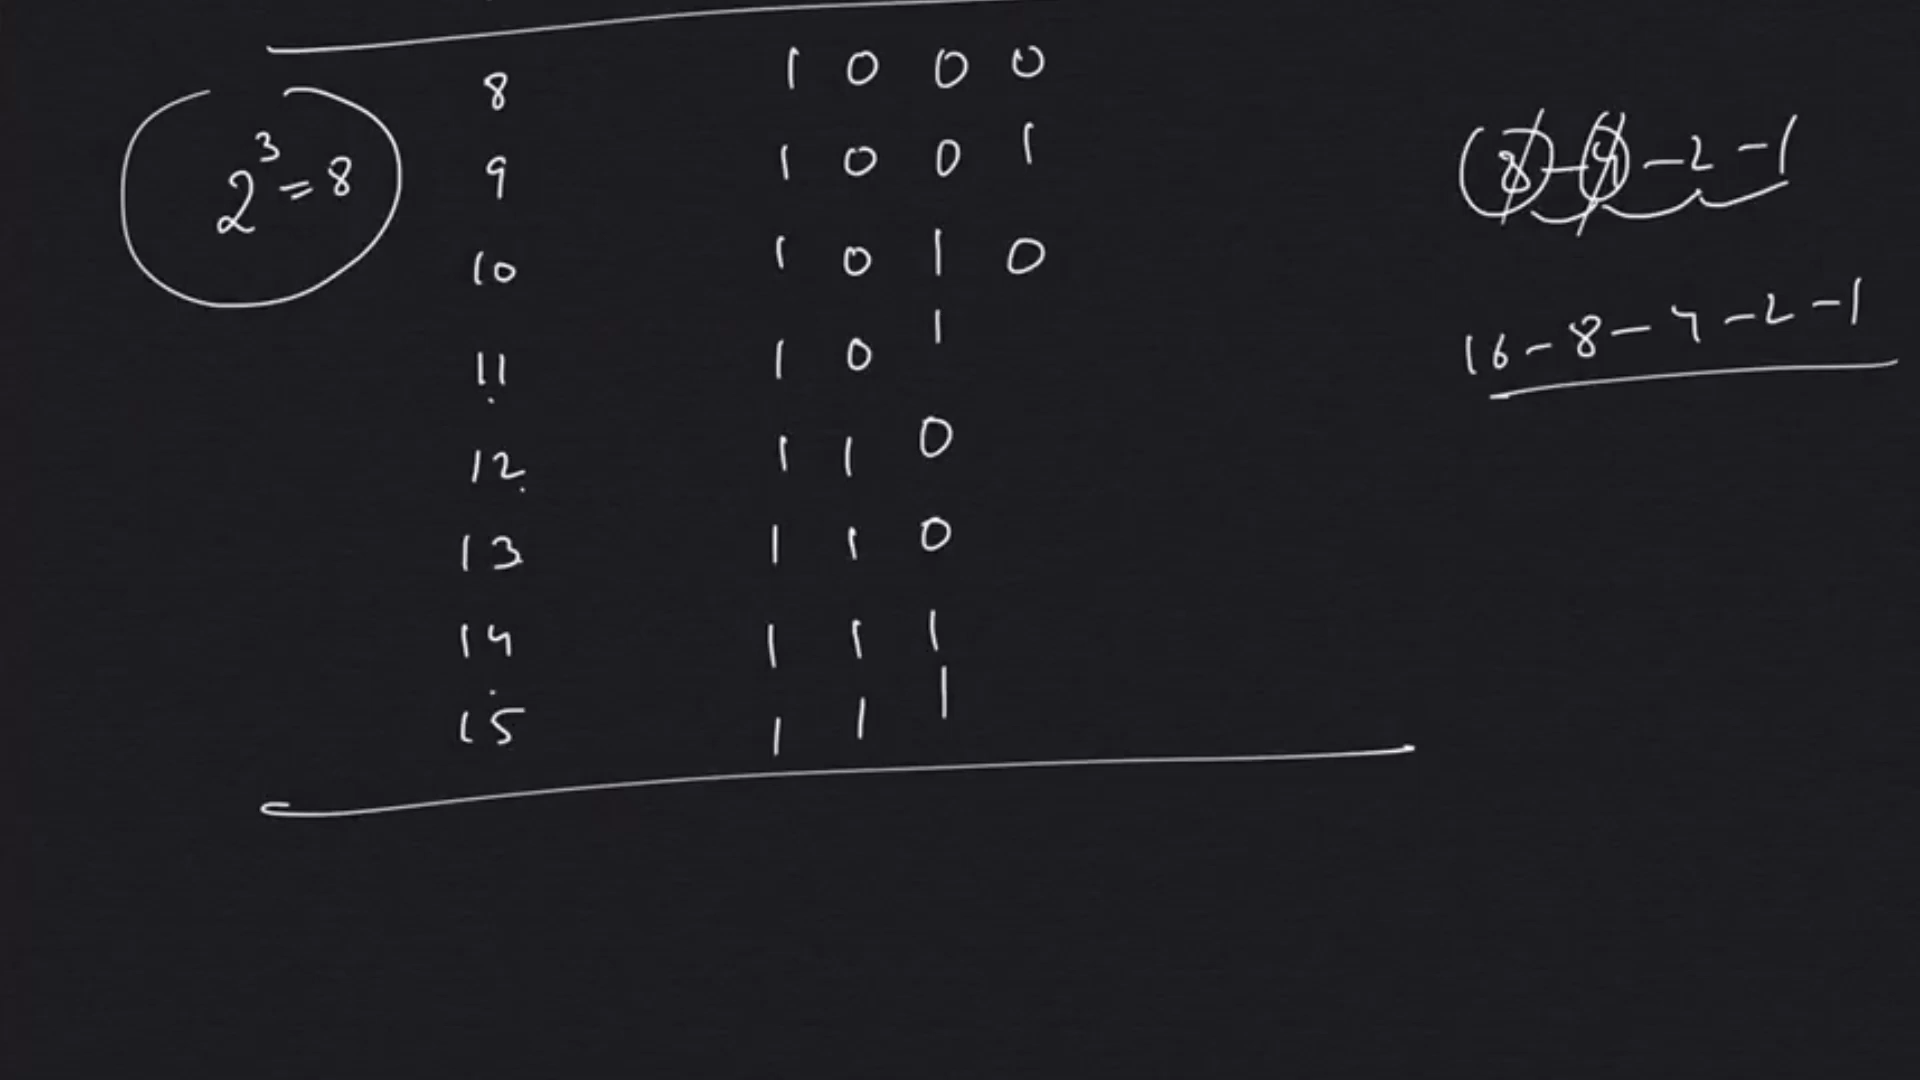 8 1 0 0 0
2³ = 8
9 1 0 0 1
10 1 0 1 0
11 1 0 1
12 1 1 0
13 1 1 0
14 1 1 1
15 1 1 1
8 - 4 - 2 - 1
16 - 8 - 4 - 2 - 1